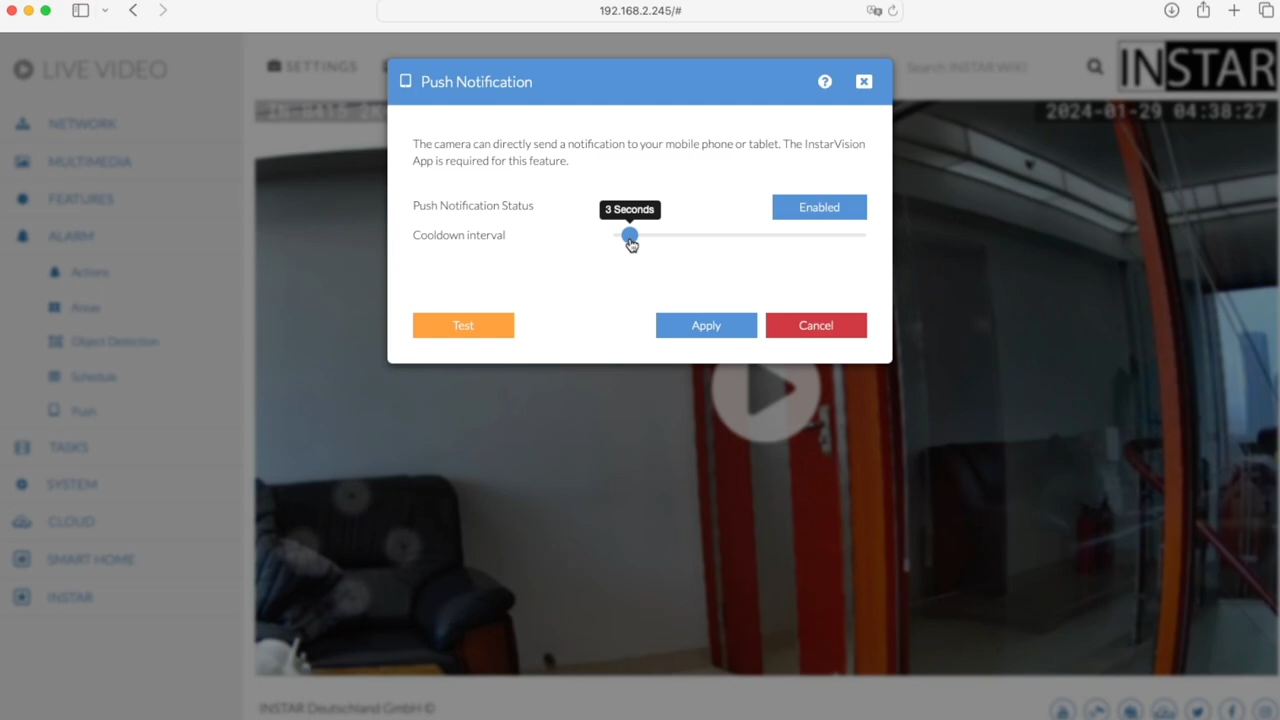 192.168.2.245/#
LIVE VIDEO
SETTINGS
Search INSTAR WIKI
INSTAR
2024-01-29 04:38:27
Push Notification
The camera can directly send a notification to your mobile phone or tablet. The InstarVision
App is required for this feature.
Push Notification Status
Enabled
3 Seconds
Cooldown interval
Test
Apply
Cancel
NETWORK
MULTIMEDIA
FEATURES
ALARM
Actions
Areas
Object Detection
Schedule
Push
TASKS
SYSTEM
CLOUD
SMART HOME
INSTAR
INSTAR Deutschland GmbH ©